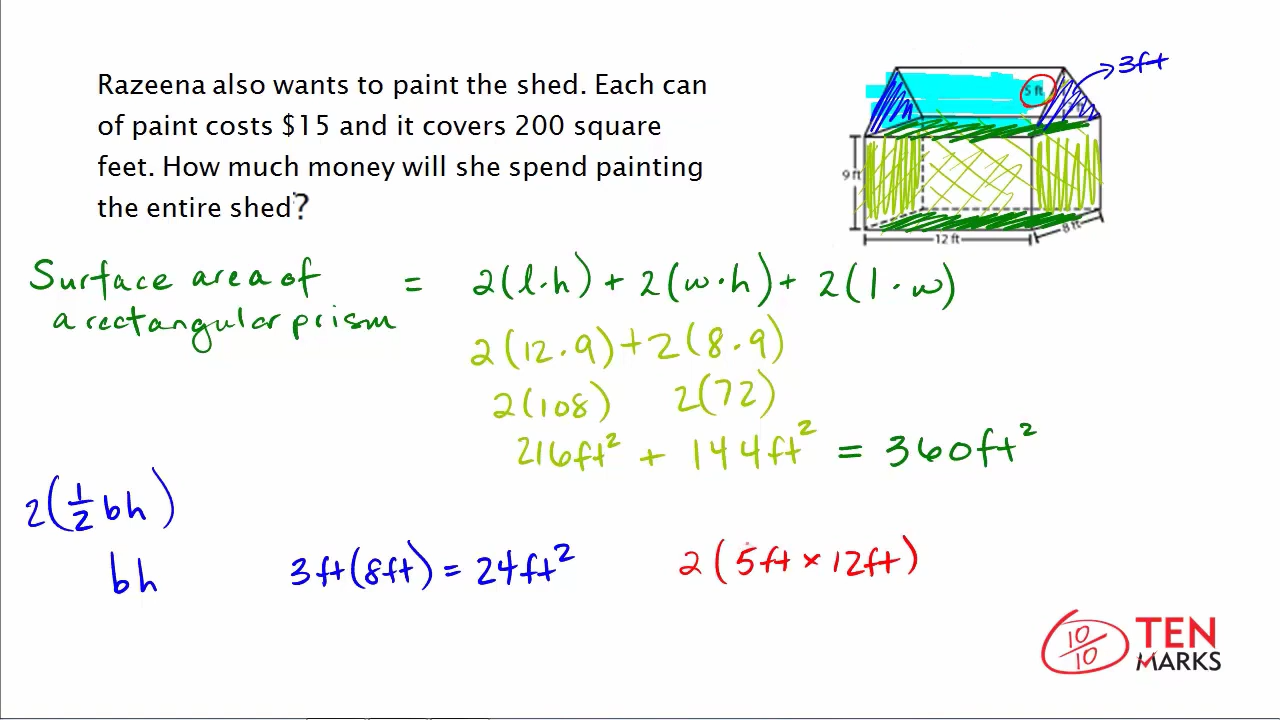 Razeena also wants to paint the shed. Each can
of paint costs $15 and it covers 200 square
feet. How much money will she spend painting
the entire shed?
5 ft
3ft
9 ft
12 ft
8 ft
Surface area of
a rectangular prism
= 2(l·h) + 2(w·h) + 2(l·w)
2(12·9) + 2(8·9)
2(108) 2(72)
216ft² + 144ft² = 360ft²
2(1/2 bh)
bh
3ft(8ft) = 24ft²
2(5ft × 12ft)
10/10
TEN
MARKS